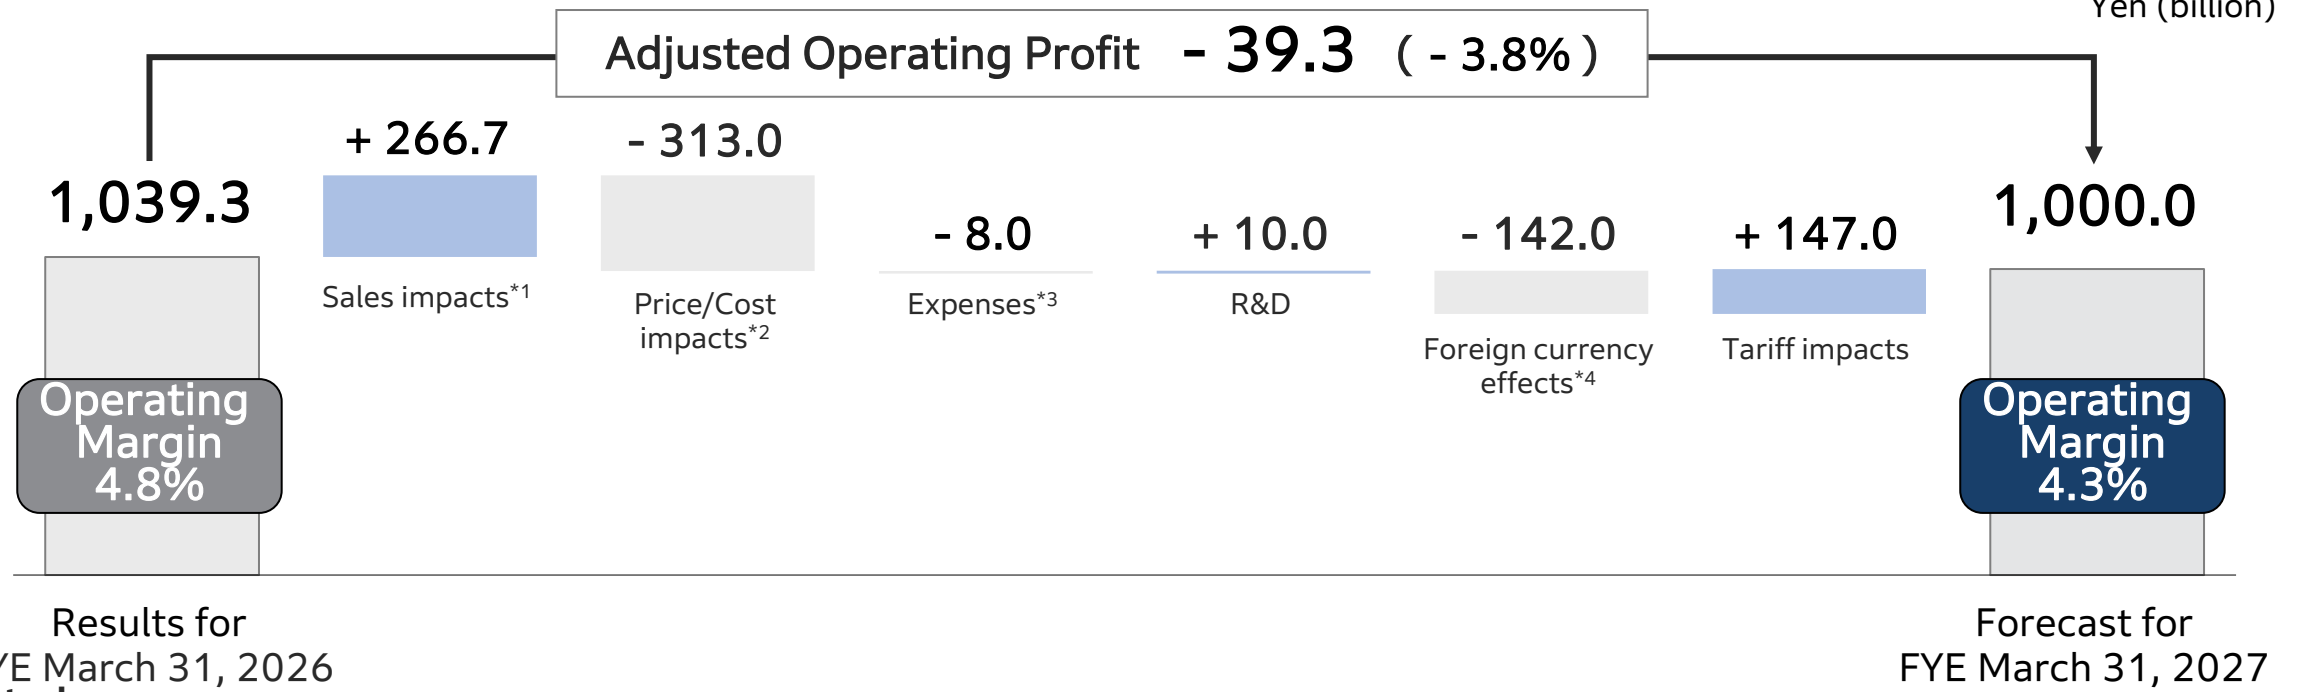 Yen (billion)
Adjusted Operating Profit - 39.3 ( - 3.8% )
1,039.3
+ 266.7
Sales impacts*1
- 313.0
Price/Cost
impacts*2
- 8.0
Expenses*3
+ 10.0
R&D
- 142.0
Foreign currency
effects*4
+ 147.0
Tariff impacts
1,000.0
Operating
Margin
4.8%
Operating
Margin
4.3%
Results for
YE March 31, 2026
Forecast for
FYE March 31, 2027